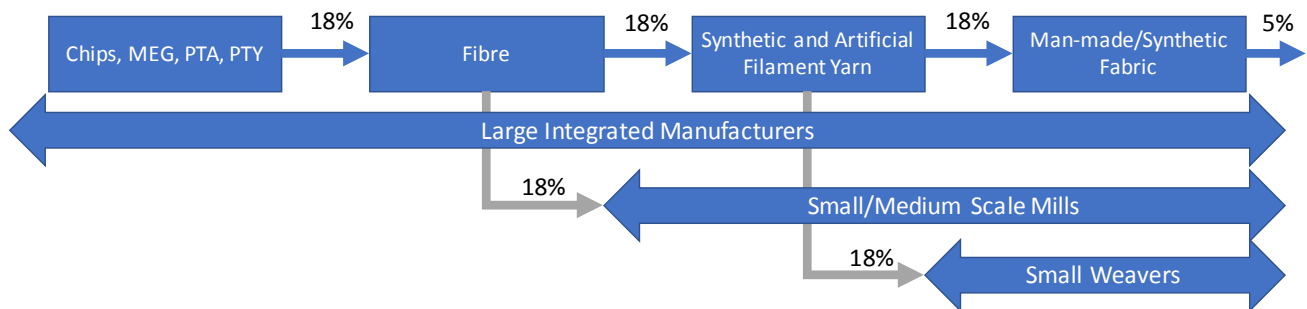 18%
18%
18%
5%
Chips, MEG, PTA, PTY
Fibre
Synthetic and Artificial
Filament Yarn
Man-made/Synthetic
Fabric
Large Integrated Manufacturers
18%
Small/Medium Scale Mills
18%
Small Weavers